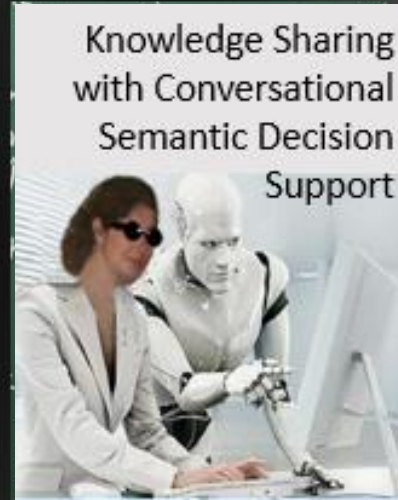 Knowledge Sharing
with Conversational
Semantic Decision
Support